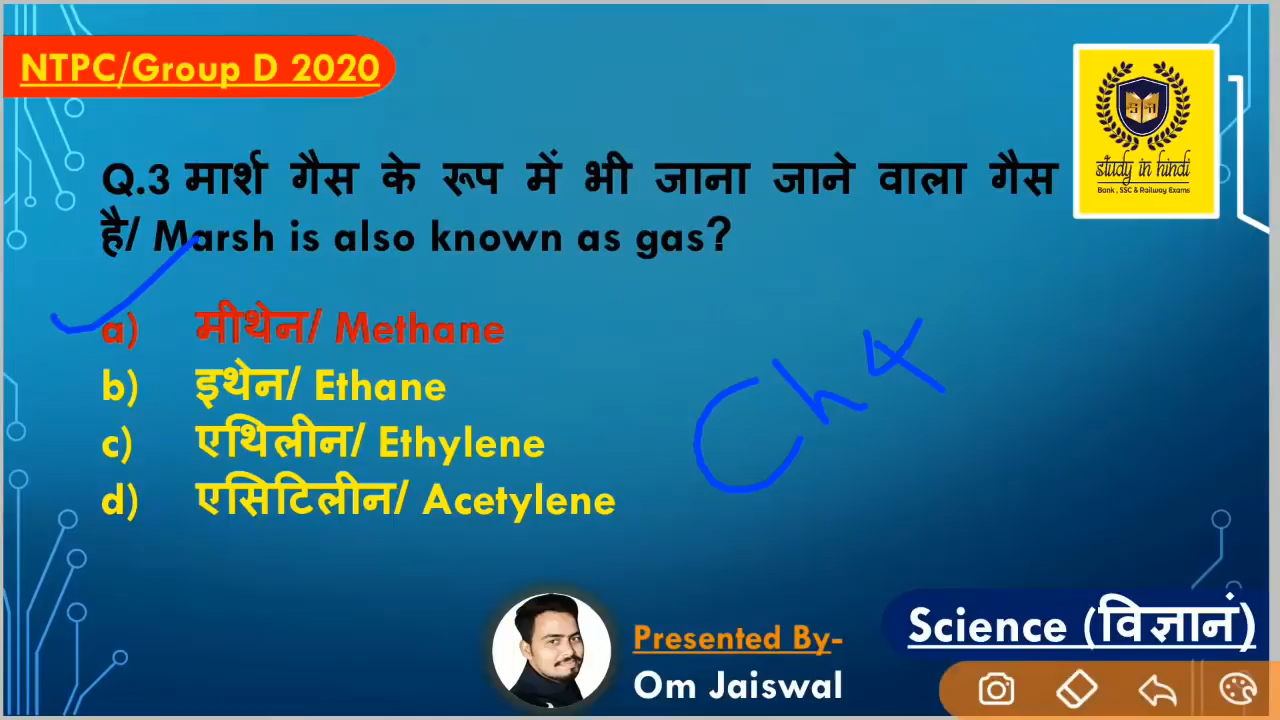 NTPC/Group D 2020
study in hindi
Bank , SSC & Railway Exams
Q.3 मार्श गैस के रूप में भी जाना जाने वाला गैस
है/ Marsh is also known as gas?
a) मीथेन/ Methane
b) इथेन/ Ethane
c) एथिलीन/ Ethylene
d) एसिटिलीन/ Acetylene
Ch4
Presented By-
Om Jaiswal
Science (विज्ञानं)